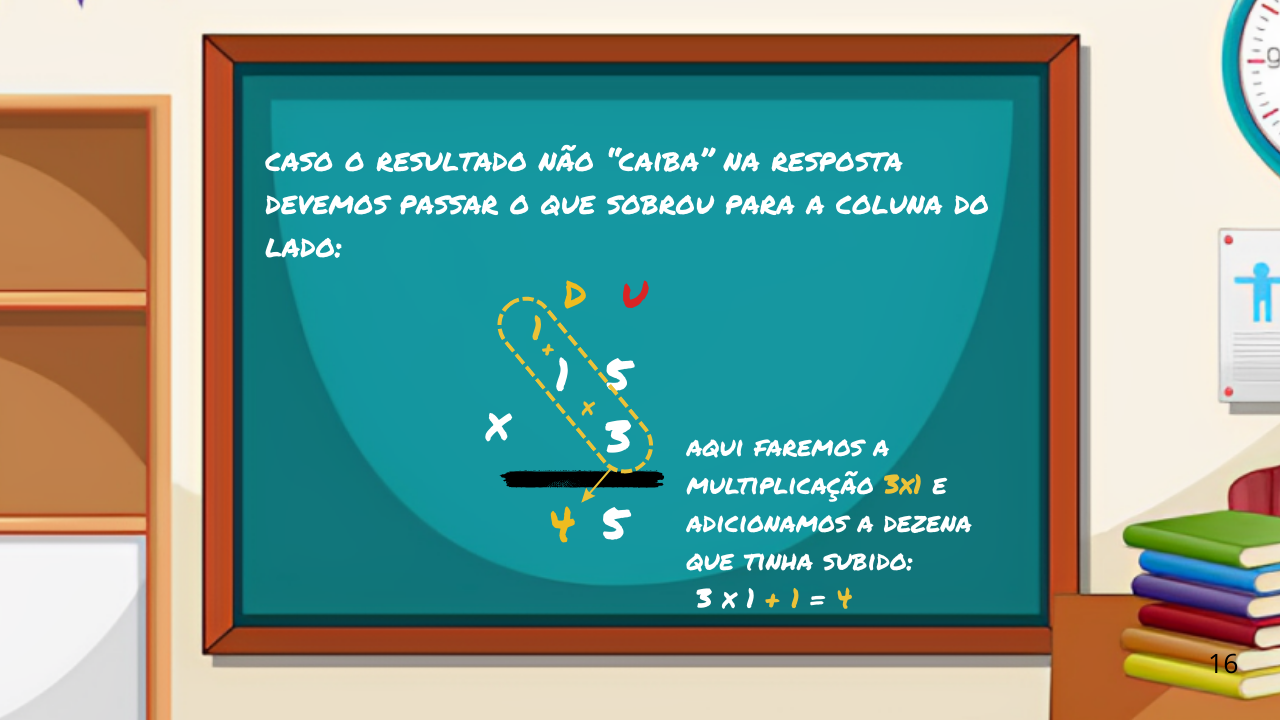 CASO O RESULTADO NÃO "CAIBA" NA RESPOSTA
DEVEMOS PASSAR O QUE SOBROU PARA A COLUNA DO
LADO:
D U
1
+
1 5
x
X 3
4 5
AQUI FAREMOS A
MULTIPLICAÇÃO 3X1 E
ADICIONAMOS A DEZENA
QUE TINHA SUBIDO:
3 X 1 + 1 = 4
9
16